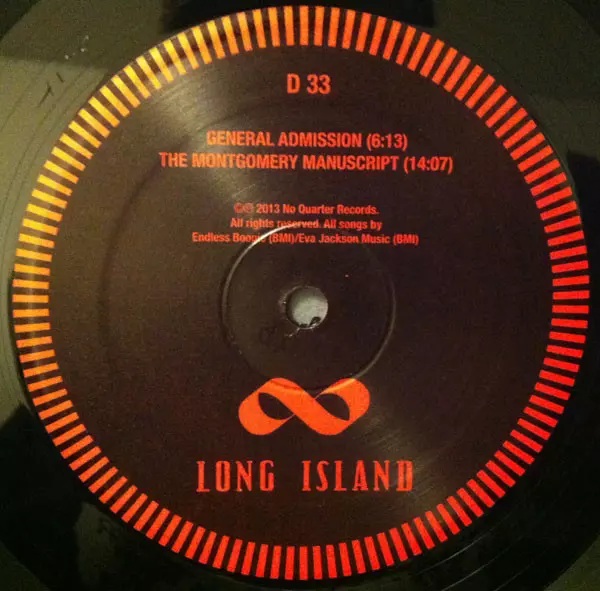 D 33
GENERAL ADMISSION (6:13)
THE MONTGOMERY MANUSCRIPT (14:07)
©℗ 2013 No Quarter Records.
All rights reserved. All songs by
Endless Boogie (BMI)/Eva Jackson Music (BMI)
LONG ISLAND